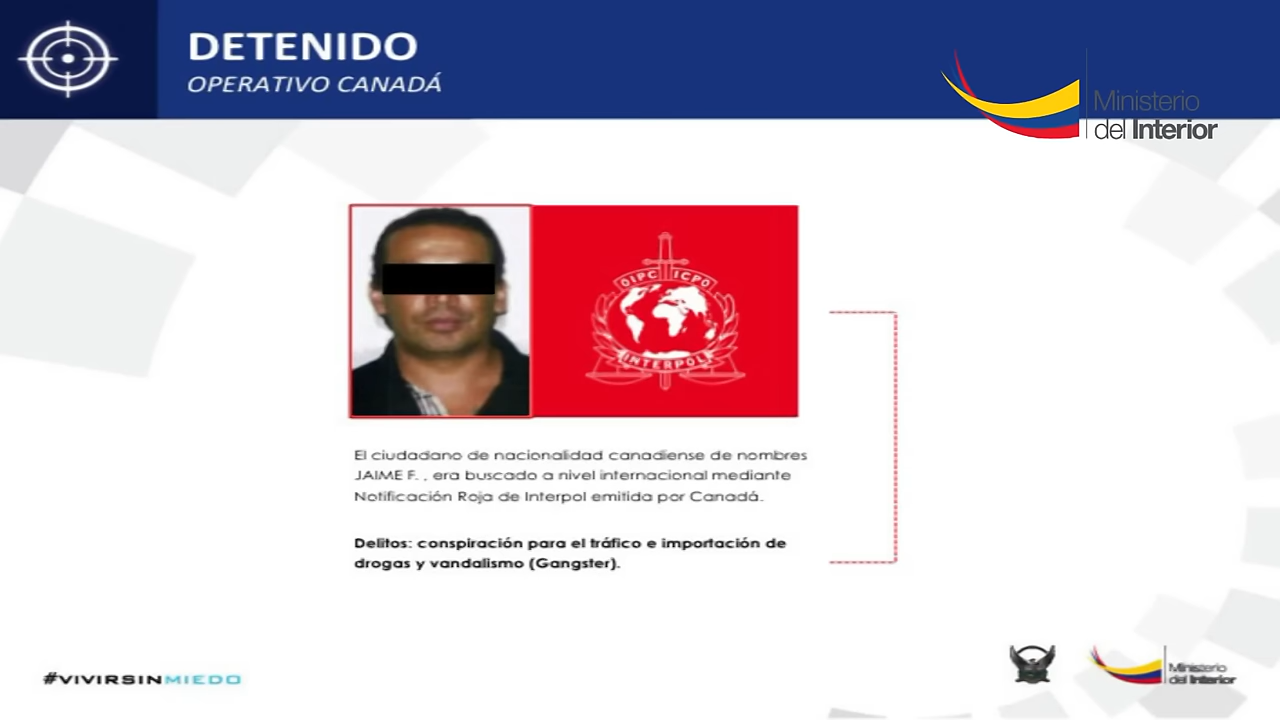 DETENIDO
OPERATIVO CANADÁ
Ministerio
del Interior
OIPC ICPO
INTERPOL
El ciudadano de nacionalidad canadiense de nombres
JAIME F. , era buscado a nivel internacional mediante
Notificación Roja de Interpol emitida por Canadá.
Delitos: conspiración para el tráfico e importación de
drogas y vandalismo (Gangster).
#VIVIRSINMIEDO
Ministerio
del Interior